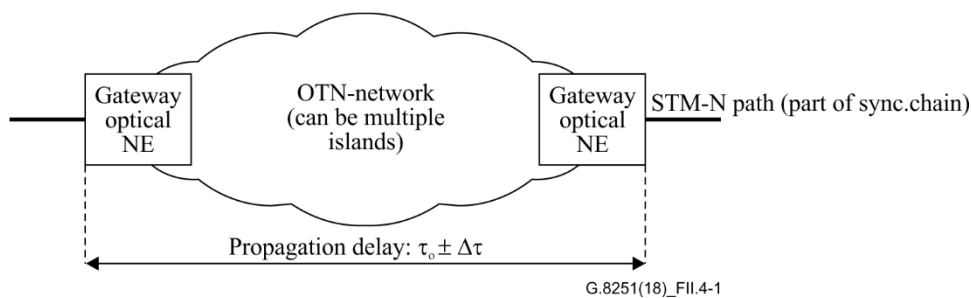 Gateway
optical
NE
OTN-network
(can be multiple
islands)
Gateway
optical
NE
STM-N path (part of sync.chain)
Propagation delay: τₒ ± Δτ
G.8251(18)_FII.4-1